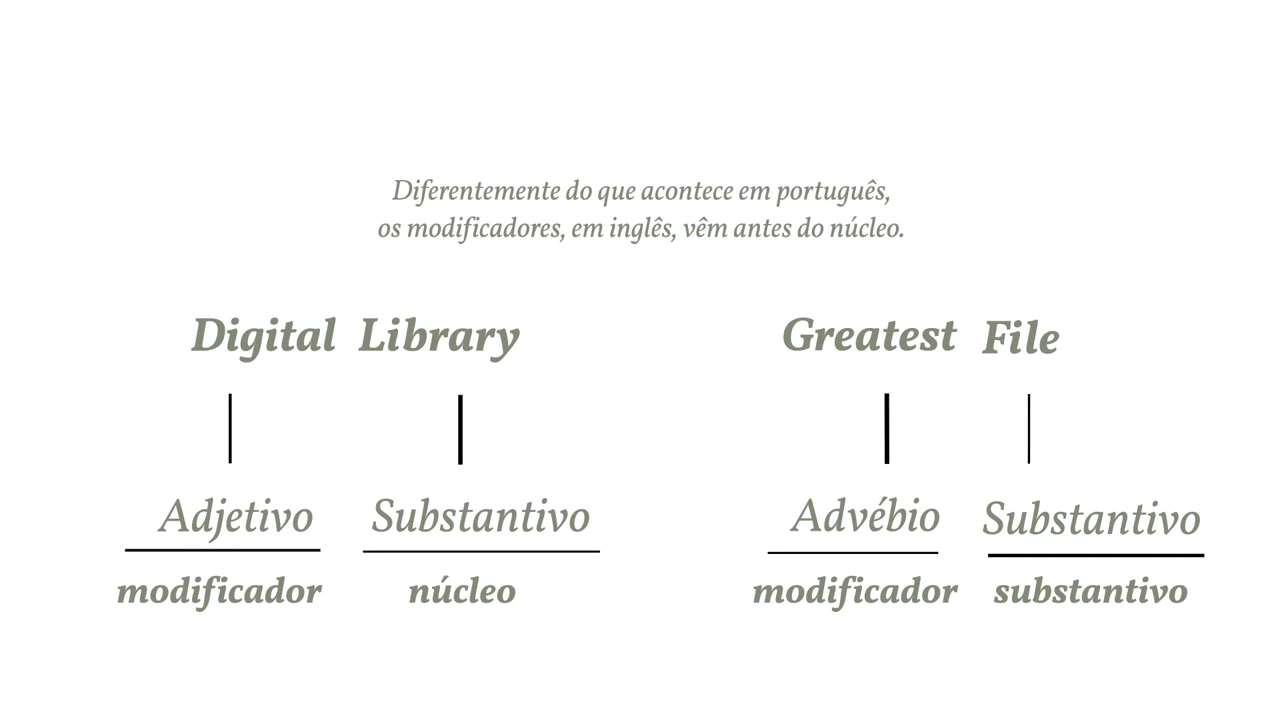 Diferentemente do que acontece em português,
os modificadores, em inglês, vêm antes do núcleo.
Digital Library Greatest File
Adjetivo Substantivo Advébio Substantivo
modificador núcleo modificador substantivo